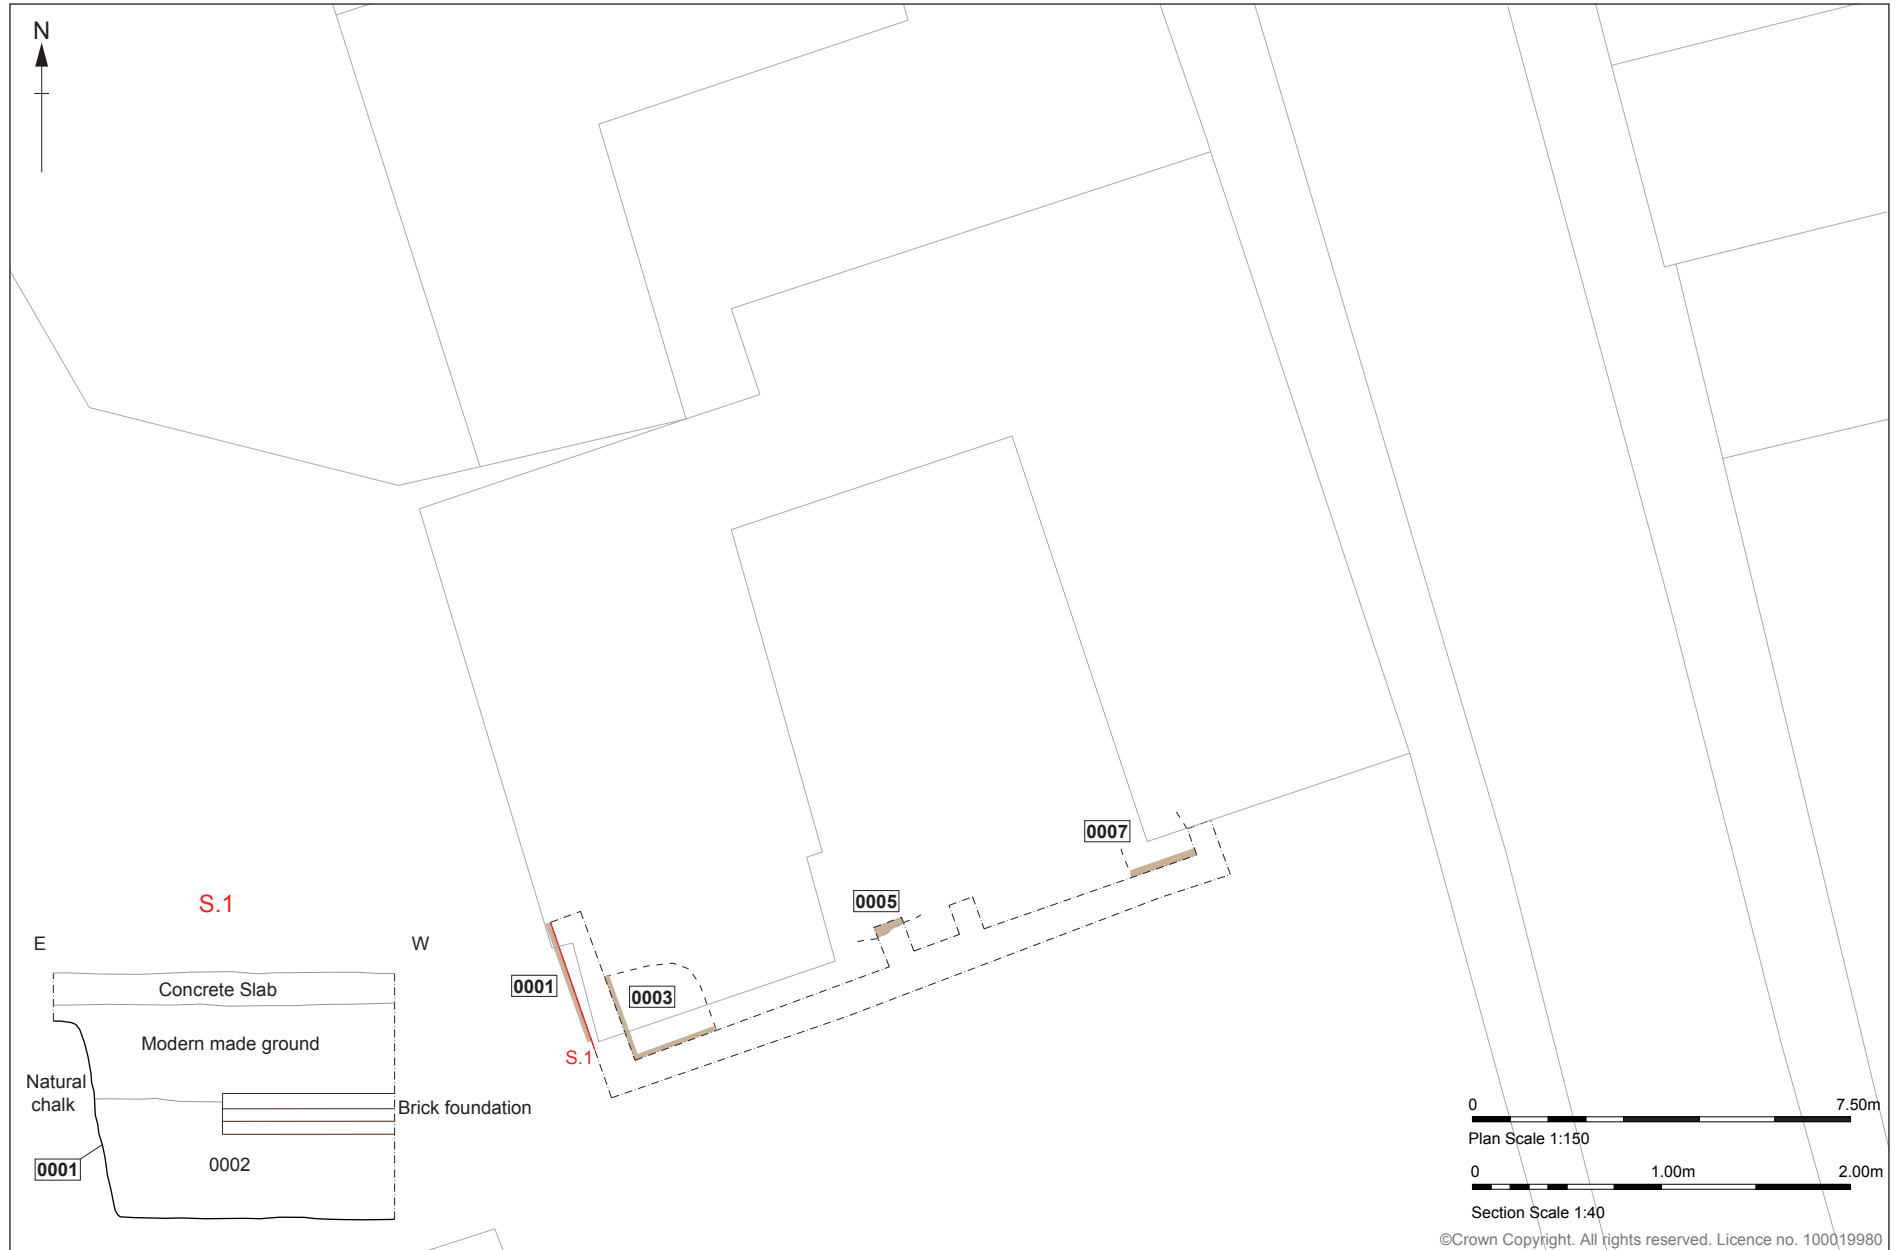 N
0007
0005
S.1
E
W
0001
0003
Concrete Slab
Modern made ground
S.1
Natural
chalk
Brick foundation
0001
0002
0
7.50m
Plan Scale 1:150
0
1.00m
2.00m
Section Scale 1:40
©Crown Copyright. All rights reserved. Licence no. 100019980